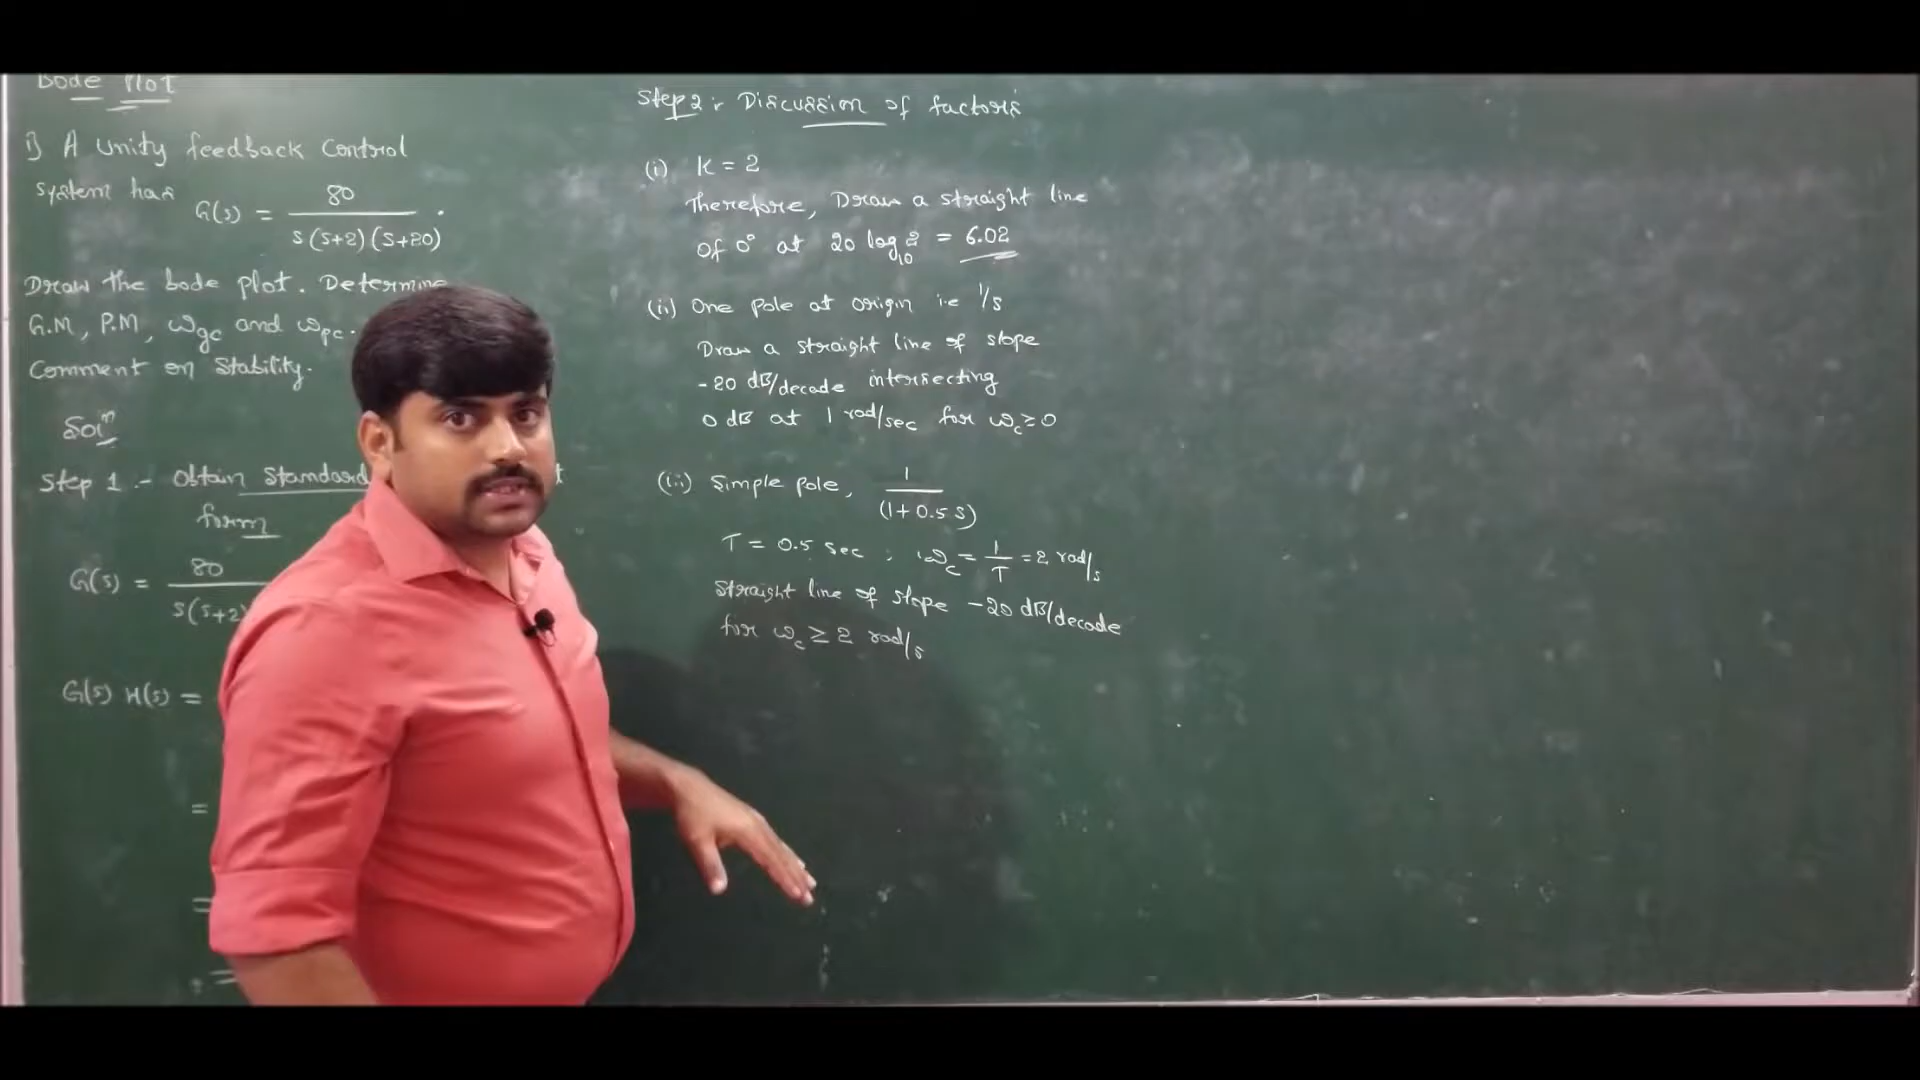 Bode Plot
1) A unity feedback control
system has G(s) = 80 / s(s+2)(s+20) .
Draw the bode plot. Determine
G.M, P.M, ωgc and ωpc.
Comment on stability.
Solⁿ
Step 1 :- Obtain standard
form
G(s) = 80 / s(s+2)
G(s) H(s) =
=
=
=
Step 2 : Discussion of factors
(i) K = 2
Therefore, Draw a straight line
of 0° at 20 log₁₀ 2 = 6.02
(ii) One pole at origin i.e 1/s
Draw a straight line of slope
-20 dB/decade intersecting
0 dB at 1 rad/sec for ωc ≥ 0
(iii) Simple pole, 1 / (1+0.5 s)
T = 0.5 sec ; ωc = 1/T = 2 rad/s
Straight line of slope -20 dB/decade
for ωc ≥ 2 rad/s